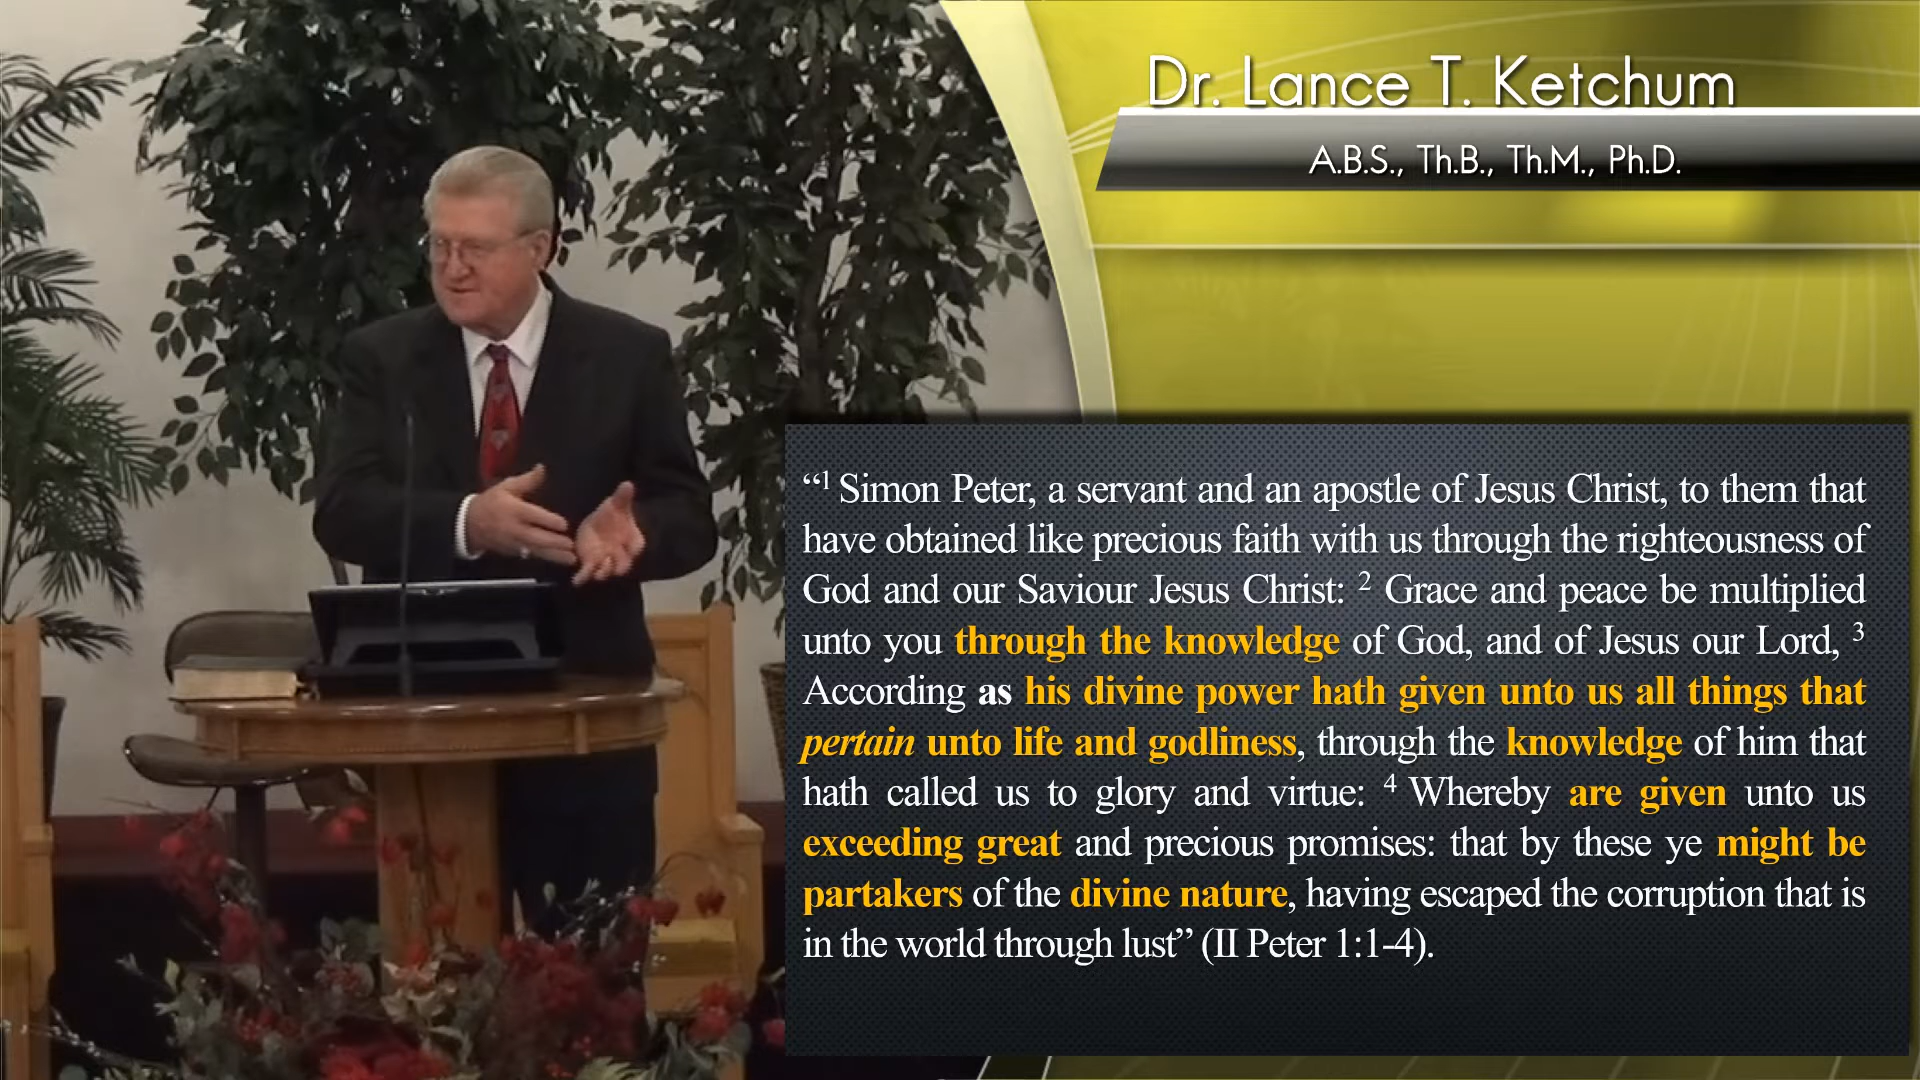 Dr. Lance T. Ketchum
A.B.S., Th.B., Th.M., Ph.D.
“1 Simon Peter, a servant and an apostle of Jesus Christ, to them that
have obtained like precious faith with us through the righteousness of
God and our Saviour Jesus Christ: 2 Grace and peace be multiplied
unto you through the knowledge of God, and of Jesus our Lord, 3
According as his divine power hath given unto us all things that
pertain unto life and godliness, through the knowledge of him that
hath called us to glory and virtue: 4 Whereby are given unto us
exceeding great and precious promises: that by these ye might be
partakers of the divine nature, having escaped the corruption that is
in the world through lust” (II Peter 1:1-4).